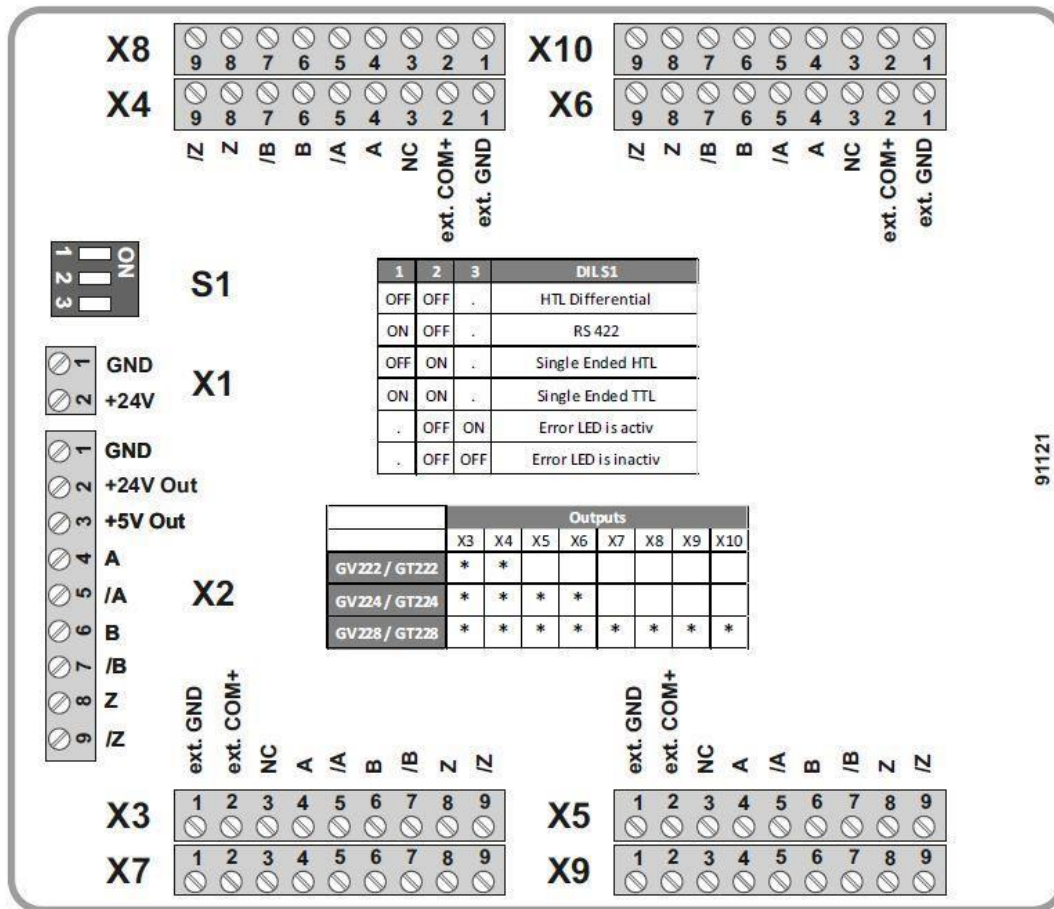 X8
9 8 7 6 5 4 3 2 1
X10
9 8 7 6 5 4 3 2 1
X4
9 8 7 6 5 4 3 2 1
X6
9 8 7 6 5 4 3 2 1
/Z Z /B B /A A NC ext. COM+ ext. GND
/Z Z /B B /A A NC ext. COM+ ext. GND
1 2 3 ON
S1
1 2 3 DIL S1
OFF OFF . HTL Differential
ON OFF . RS 422
OFF ON . Single Ended HTL
ON ON . Single Ended TTL
. OFF ON Error LED is activ
. OFF OFF Error LED is inactiv
X1
1 GND
2 +24V
X2
1 GND
2 +24V Out
3 +5V Out
4 A
5 /A
6 B
7 /B
8 Z
9 /Z
91121
Outputs
X3 X4 X5 X6 X7 X8 X9 X10
GV222 / GT222 * *
GV224 / GT224 * * * *
GV228 / GT228 * * * * * * * *
ext. GND ext. COM+ NC A /A B /B Z /Z
ext. GND ext. COM+ NC A /A B /B Z /Z
X3
1 2 3 4 5 6 7 8 9
X5
1 2 3 4 5 6 7 8 9
X7
1 2 3 4 5 6 7 8 9
X9
1 2 3 4 5 6 7 8 9